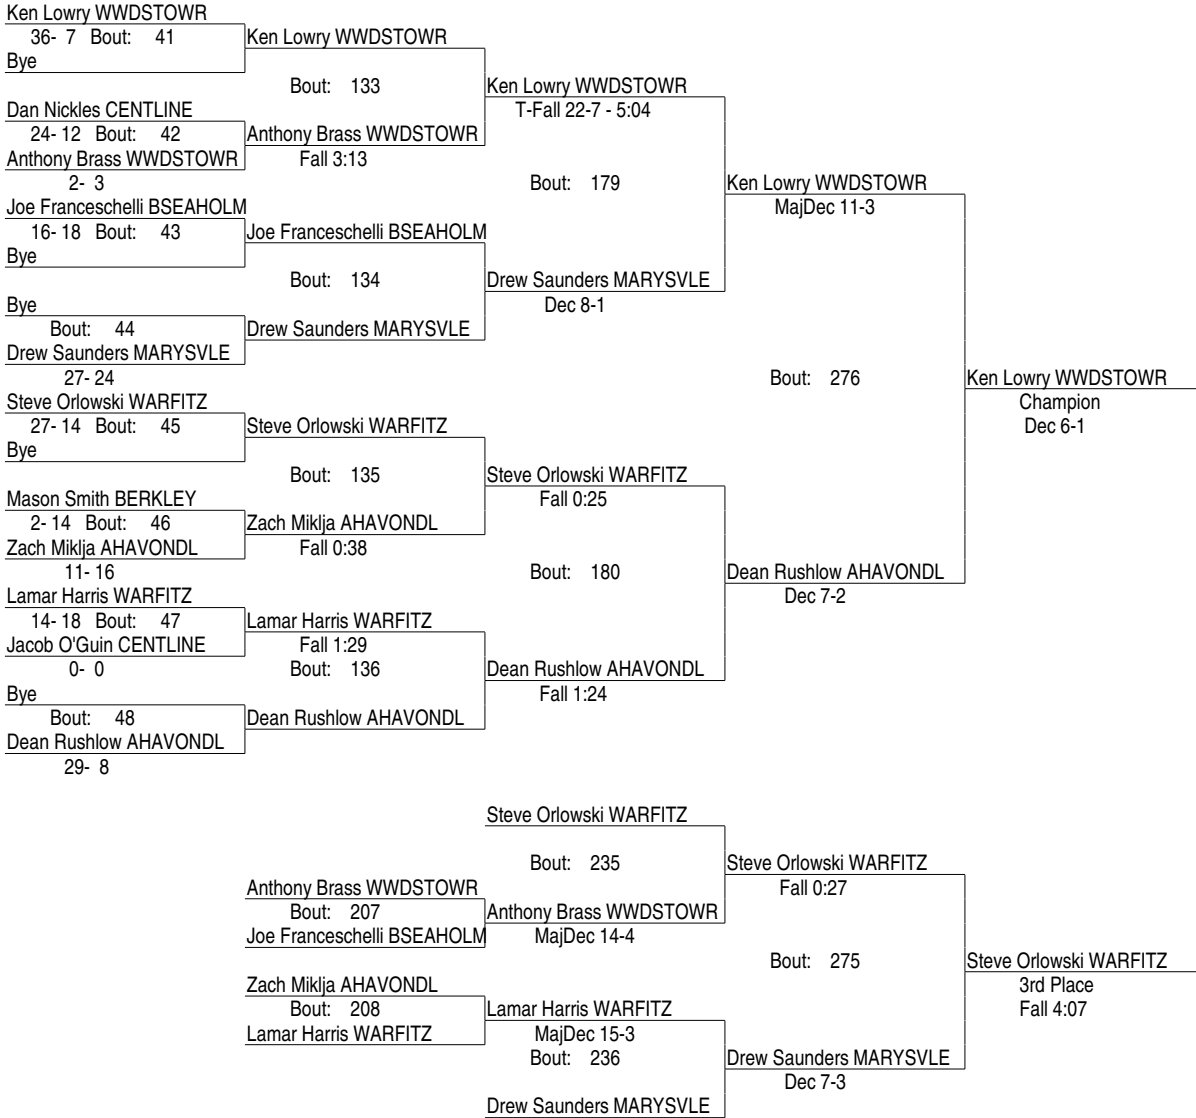 Ken Lowry WWDSTOWR
36- 7 Bout: 41
Ken Lowry WWDSTOWR
Bye
Bout: 133
Ken Lowry WWDSTOWR
Dan Nickles CENTLINE
T-Fall 22-7 - 5:04
24- 12 Bout: 42
Anthony Brass WWDSTOWR
Anthony Brass WWDSTOWR
Fall 3:13
2- 3
Bout: 179
Ken Lowry WWDSTOWR
Joe Franceschelli BSEAHOLM
MajDec 11-3
16- 18 Bout: 43
Joe Franceschelli BSEAHOLM
Bye
Bout: 134
Drew Saunders MARYSVLE
Bye
Dec 8-1
Bout: 44
Drew Saunders MARYSVLE
Drew Saunders MARYSVLE
27- 24
Bout: 276
Ken Lowry WWDSTOWR
Steve Orlowski WARFITZ
Champion
27- 14 Bout: 45
Steve Orlowski WARFITZ
Dec 6-1
Bye
Bout: 135
Steve Orlowski WARFITZ
Mason Smith BERKLEY
Fall 0:25
2- 14 Bout: 46
Zach Miklja AHAVONDL
Zach Miklja AHAVONDL
Fall 0:38
11- 16
Bout: 180
Dean Rushlow AHAVONDL
Lamar Harris WARFITZ
Dec 7-2
14- 18 Bout: 47
Lamar Harris WARFITZ
Jacob O'Guin CENTLINE
Fall 1:29
0- 0
Bout: 136
Dean Rushlow AHAVONDL
Bye
Fall 1:24
Bout: 48
Dean Rushlow AHAVONDL
Dean Rushlow AHAVONDL
29- 8
Steve Orlowski WARFITZ
Bout: 235
Steve Orlowski WARFITZ
Anthony Brass WWDSTOWR
Fall 0:27
Bout: 207
Anthony Brass WWDSTOWR
Joe Franceschelli BSEAHOLM
MajDec 14-4
Bout: 275
Steve Orlowski WARFITZ
Zach Miklja AHAVONDL
3rd Place
Bout: 208
Lamar Harris WARFITZ
Fall 4:07
Lamar Harris WARFITZ
MajDec 15-3
Bout: 236
Drew Saunders MARYSVLE
Dec 7-3
Drew Saunders MARYSVLE